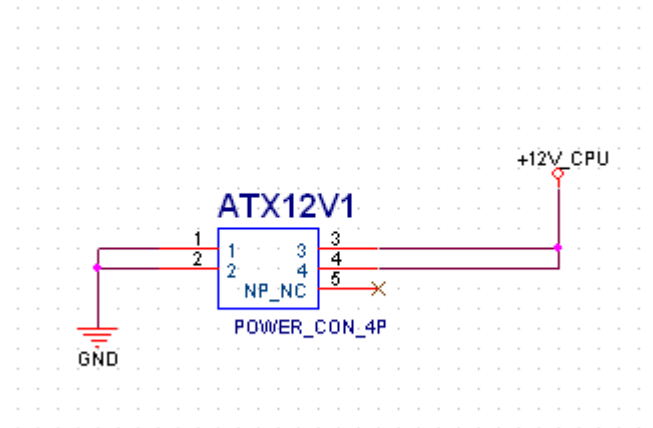 +12V_CPU
ATX12V1
1 1 3 3
2 2 4 4
NP_NC 5
POWER_CON_4P
GND